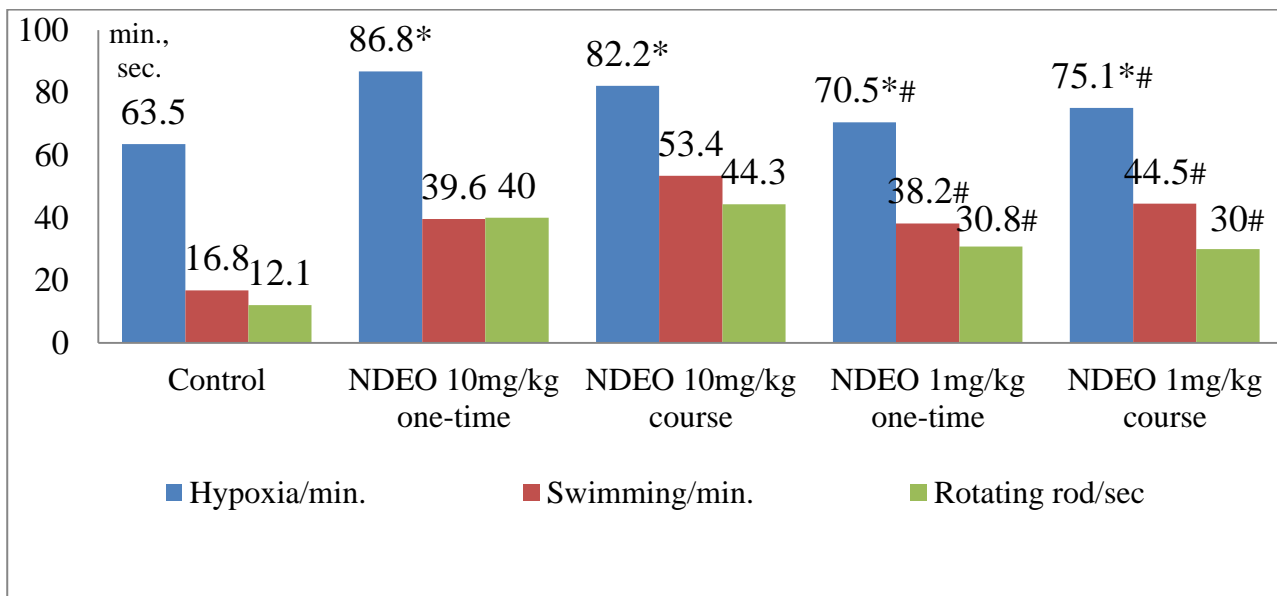 100
min.,
sec.
80
60
40
20
0
63.5
16.8
12.1
86.8*
39.6
40
82.2*
53.4
44.3
70.5*#
38.2#
30.8#
75.1*#
44.5#
30#
Control
NDEO 10mg/kg
one-time
NDEO 10mg/kg
course
NDEO 1mg/kg
one-time
NDEO 1mg/kg
course
Hypoxia/min.
Swimming/min.
Rotating rod/sec